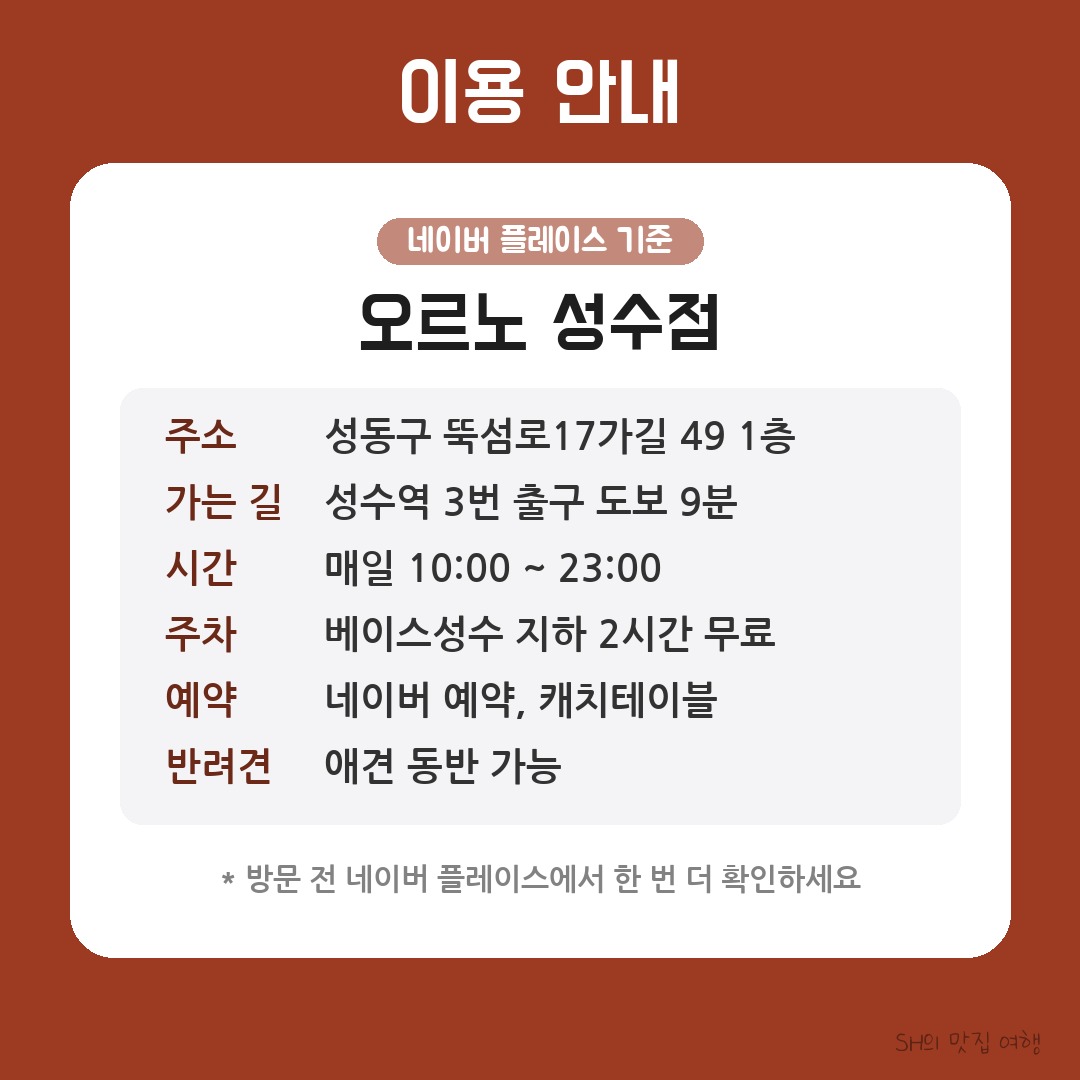 이용 안내
네이버 플레이스 기준
오르노 성수점
주소 성동구 뚝섬로17가길 49 1층
가는 길 성수역 3번 출구 도보 9분
시간 매일 10:00 ~ 23:00
주차 베이스성수 지하 2시간 무료
예약 네이버 예약, 캐치테이블
반려견 애견 동반 가능
* 방문 전 네이버 플레이스에서 한 번 더 확인하세요
SH의 맛집 여행